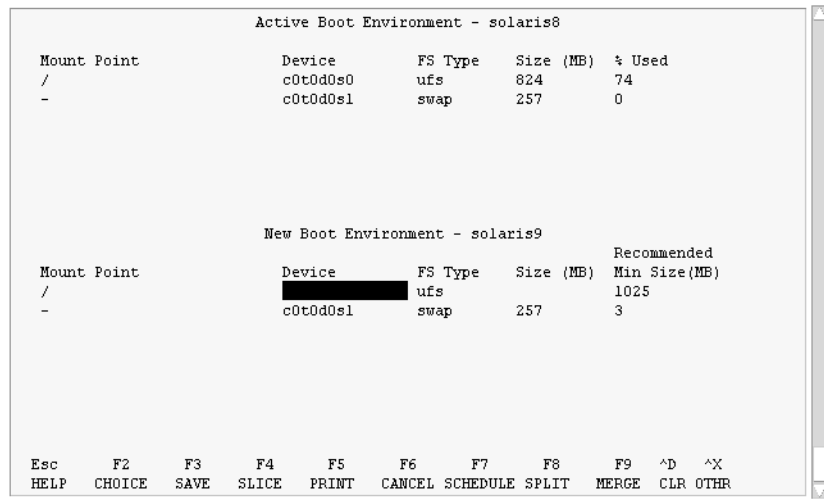 Active Boot Environment - solaris8
Mount Point Device FS Type Size (MB) % Used
/ c0t0d0s0 ufs 824 74
- c0t0d0s1 swap 257 0
New Boot Environment - solaris9
Recommended
Mount Point Device FS Type Size (MB) Min Size(MB)
/ ufs 1025
- c0t0d0s1 swap 257 3
Esc F2 F3 F4 F5 F6 F7 F8 F9 ^D ^X
HELP CHOICE SAVE SLICE PRINT CANCEL SCHEDULE SPLIT MERGE CLR OTHR